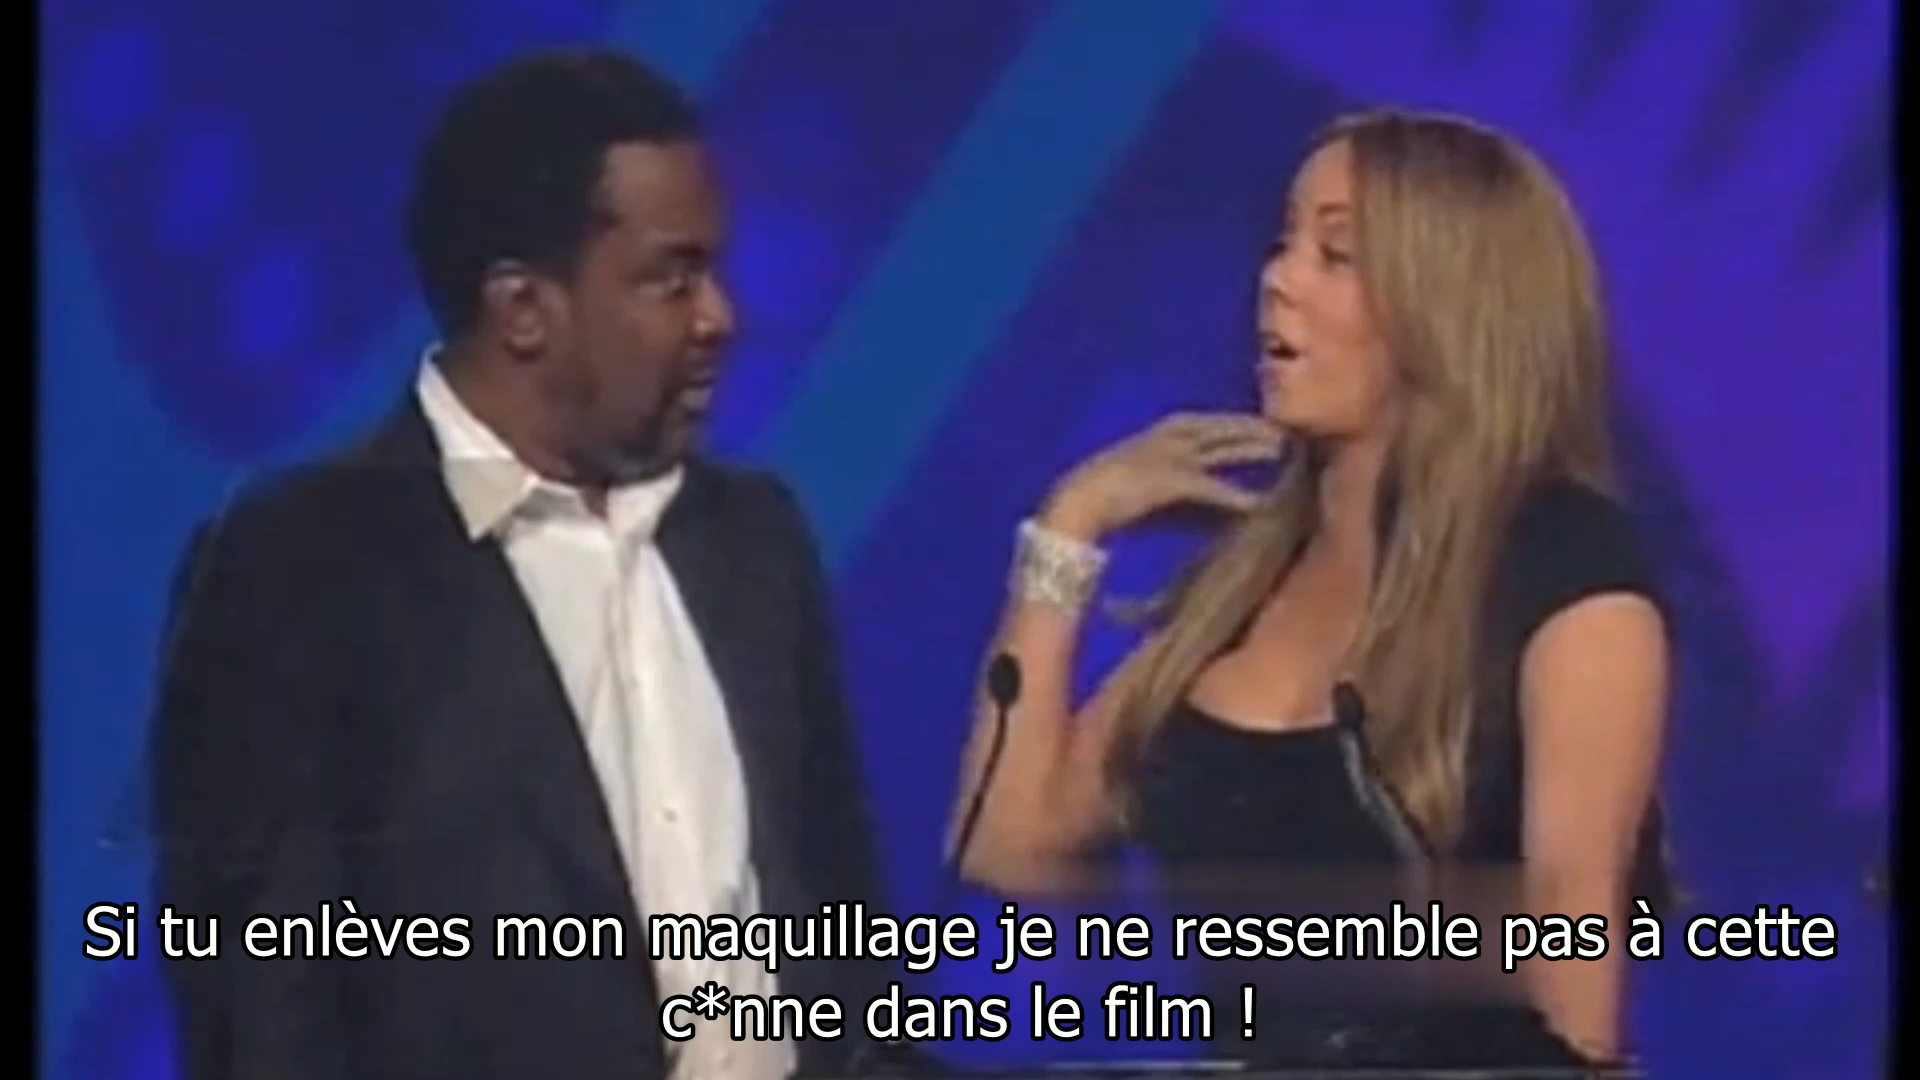 Si tu enlèves mon maquillage je ne ressemble pas à cette
c*nne dans le film !